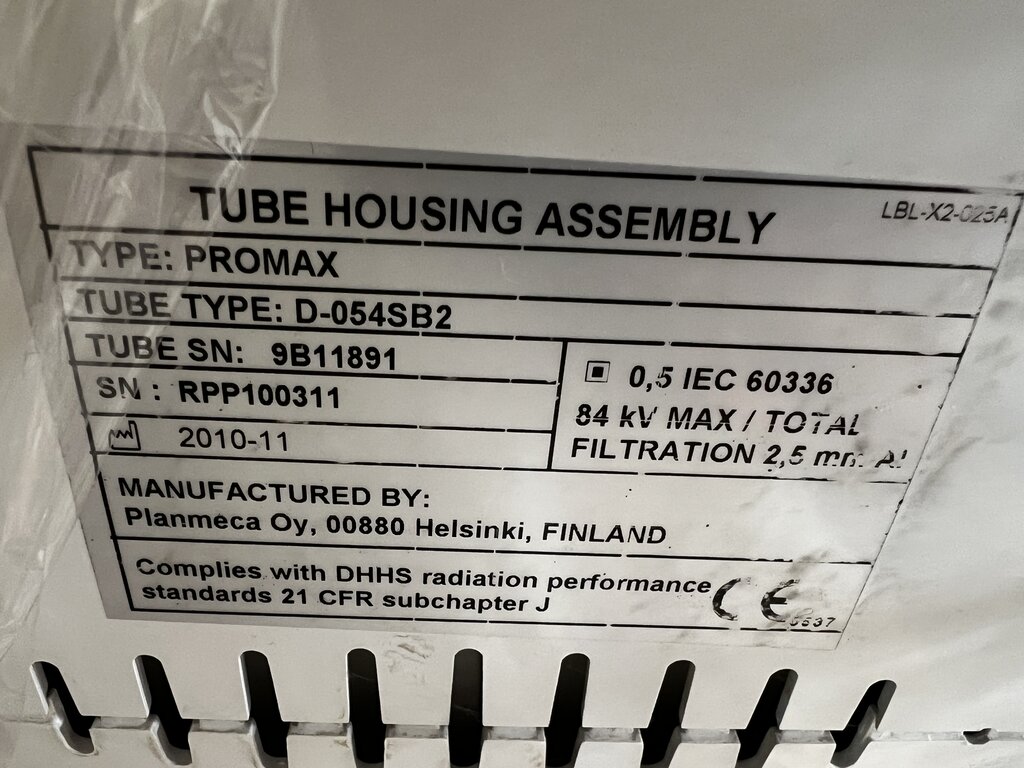 TUBE HOUSING ASSEMBLY
LBL-X2-025A
TYPE: PROMAX
TUBE TYPE: D-054SB2
TUBE SN: 9B11891
SN : RPP100311
2010-11
0,5 IEC 60336
84 kV MAX / TOTAL
FILTRATION 2,5 mm Al
MANUFACTURED BY:
Planmeca Oy, 00880 Helsinki, FINLAND
Complies with DHHS radiation performance
standards 21 CFR subchapter J
CE